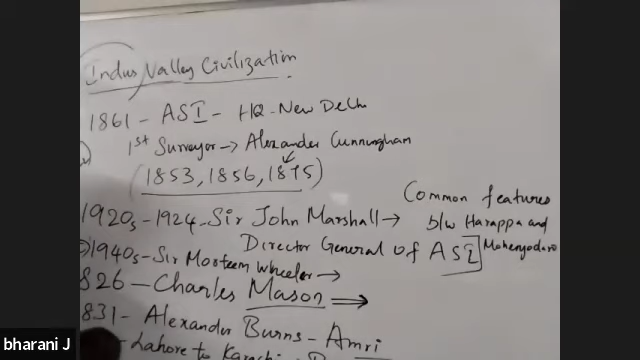 Indus Valley Civilization
1861 - ASI - HQ - New Delhi
1st Surveyor → Alexander Cunningham
(1853, 1856, 1875)
Common features
b/w Harappa and
Mohenjodaro
1920s - 1924 - Sir John Marshall →
Director General of ASI
1940s - Sir Morteem Wheeler →
826 - Charles Mason ⇒
831 - Alexander Burns - Amri
- Lahore to Karachi -
bharani J